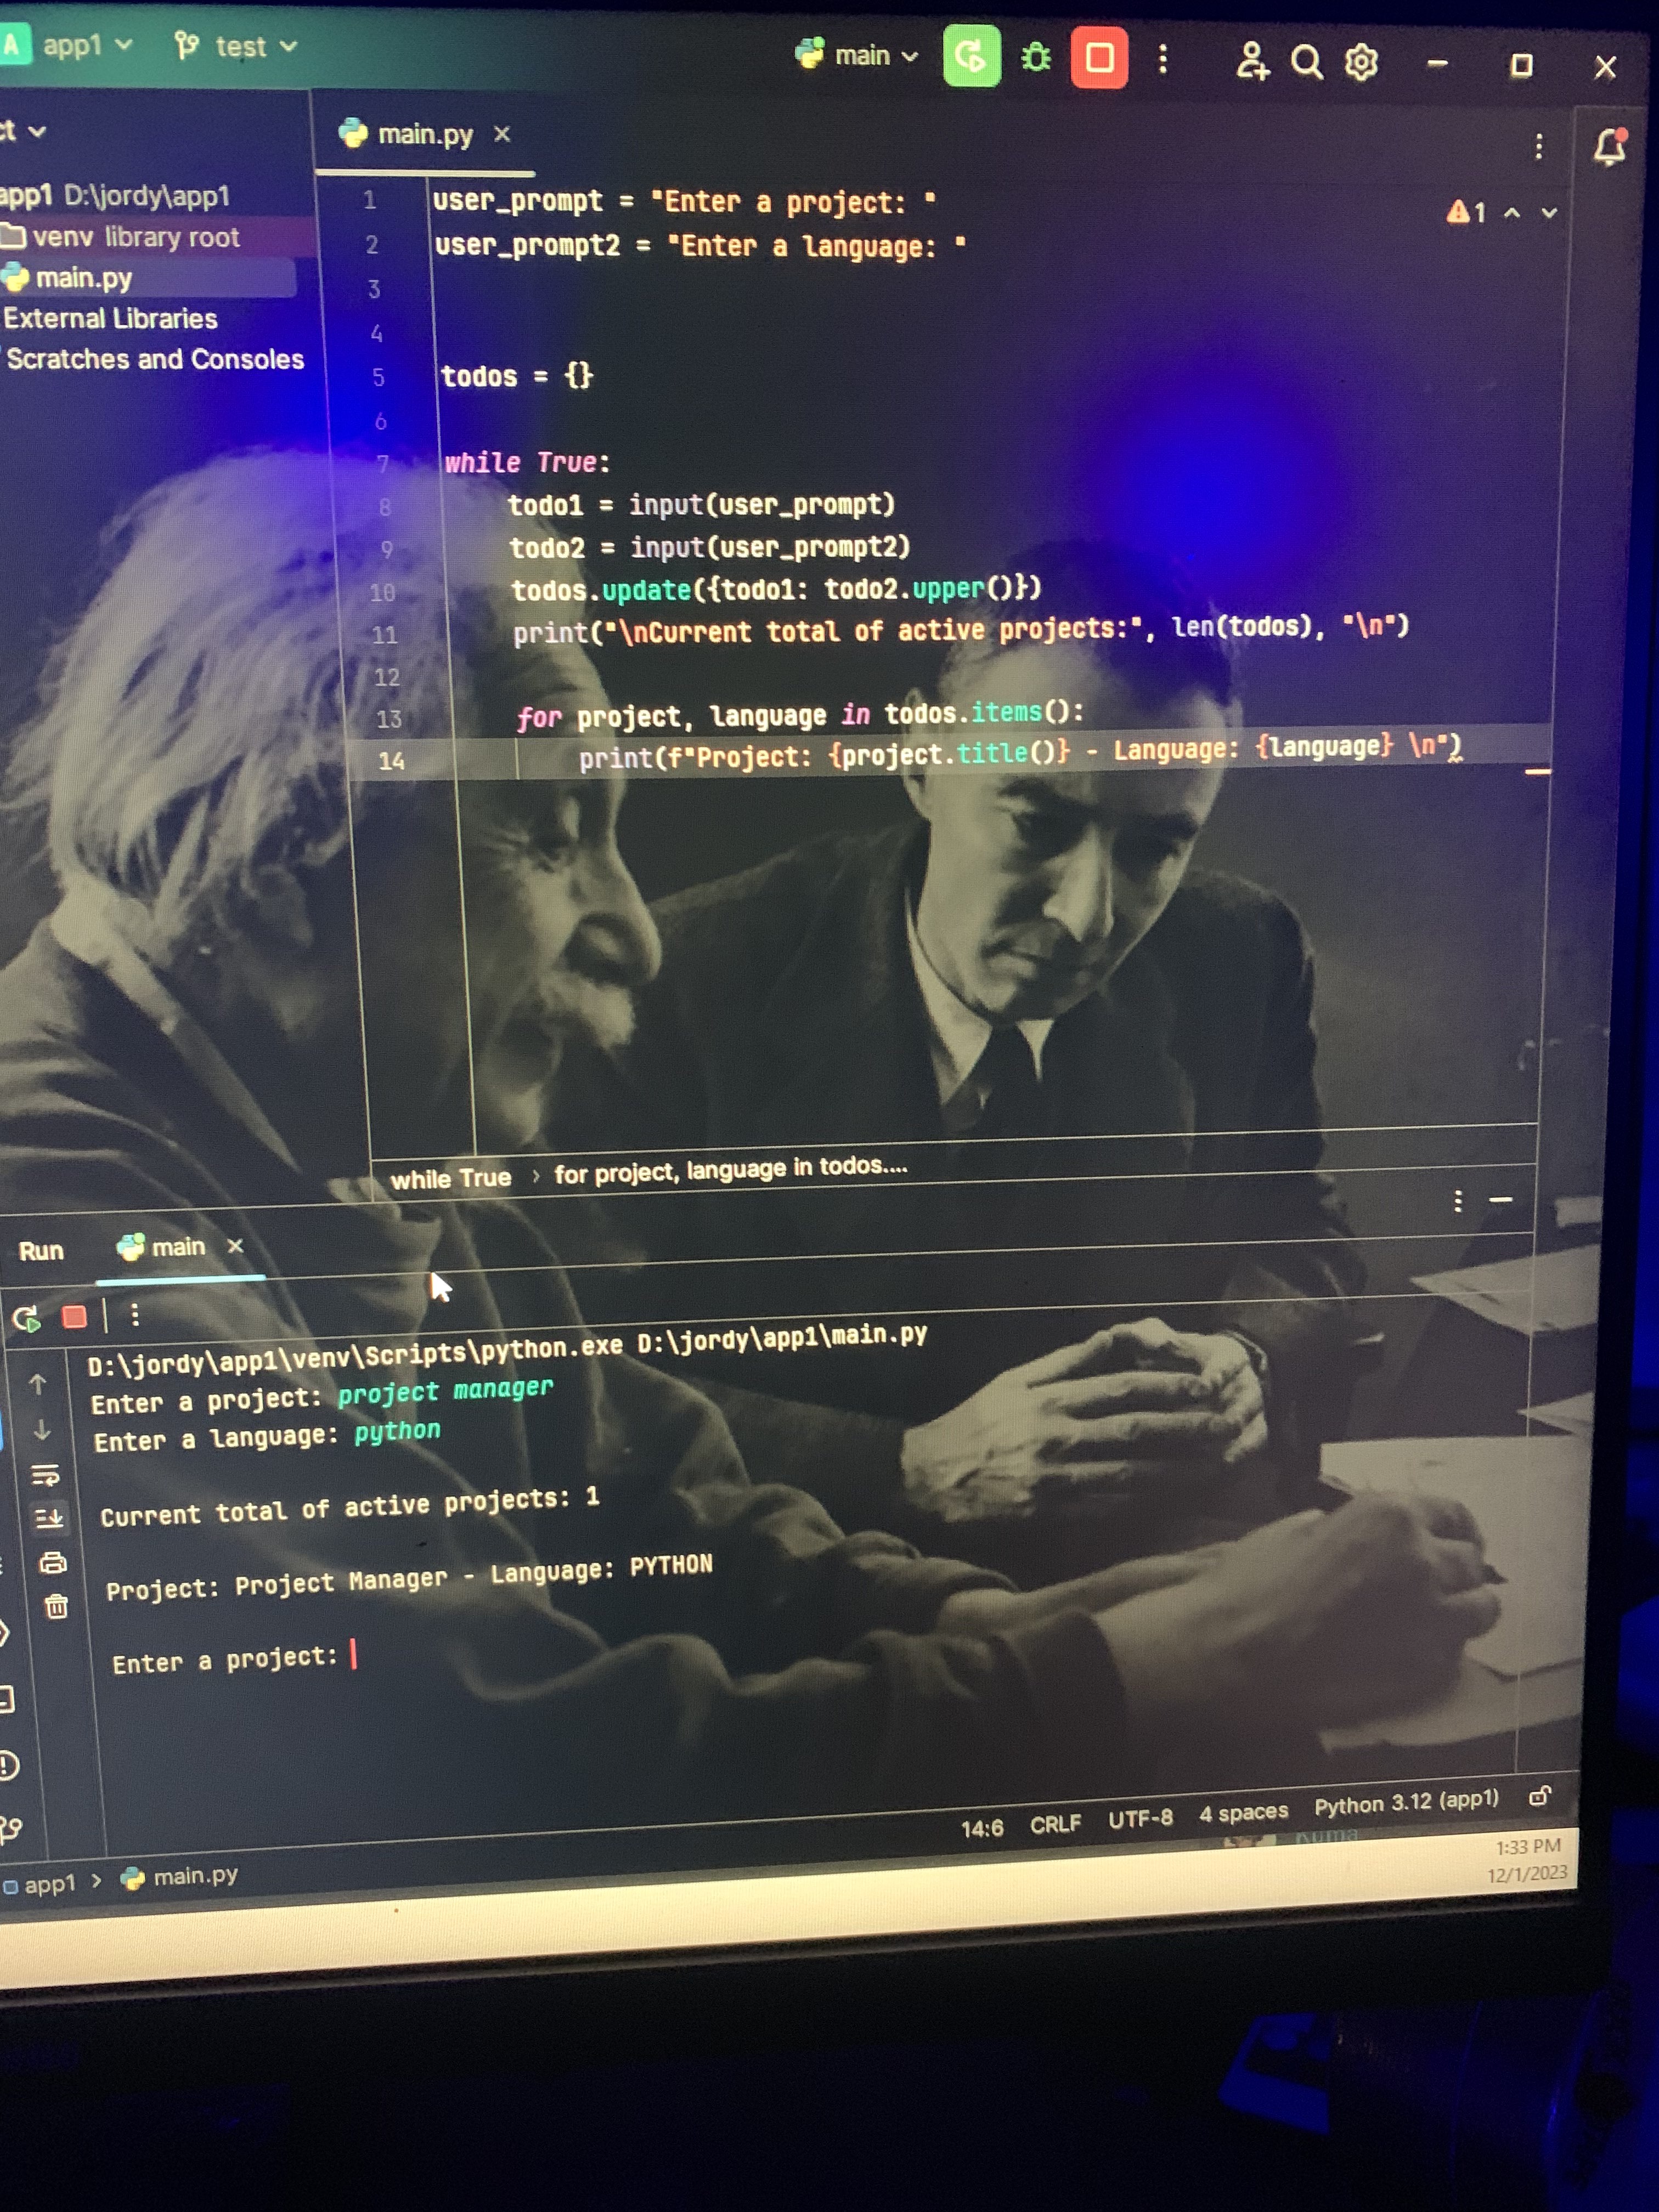 A app1 test main
ct main.py
app1 D:\jordy\app1
venv library root
main.py
External Libraries
Scratches and Consoles
1
1 user_prompt = "Enter a project: "
2 user_prompt2 = "Enter a language: "
3
4
5 todos = {}
6
7 while True:
8 todo1 = input(user_prompt)
9 todo2 = input(user_prompt2)
10 todos.update({todo1: todo2.upper()})
11 print("\nCurrent total of active projects:", len(todos), "\n")
12
13 for project, language in todos.items():
14 print(f"Project: {project.title()} - Language: {language} \n")
while True › for project, language in todos....
Run main
D:\jordy\app1\venv\Scripts\python.exe D:\jordy\app1\main.py
Enter a project: project manager
Enter a language: python
Current total of active projects: 1
Project: Project Manager - Language: PYTHON
Enter a project:
14:6 CRLF UTF-8 4 spaces Python 3.12 (app1)
app1 > main.py
1:33 PM
12/1/2023